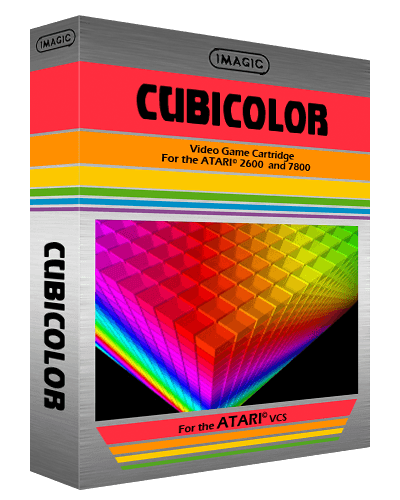 IMAGIC
IMAGIC
CUBICOLOR
Video Game Cartridge
For the ATARI® 2600 and 7800
CUBICOLOR
For the ATARI® VCS